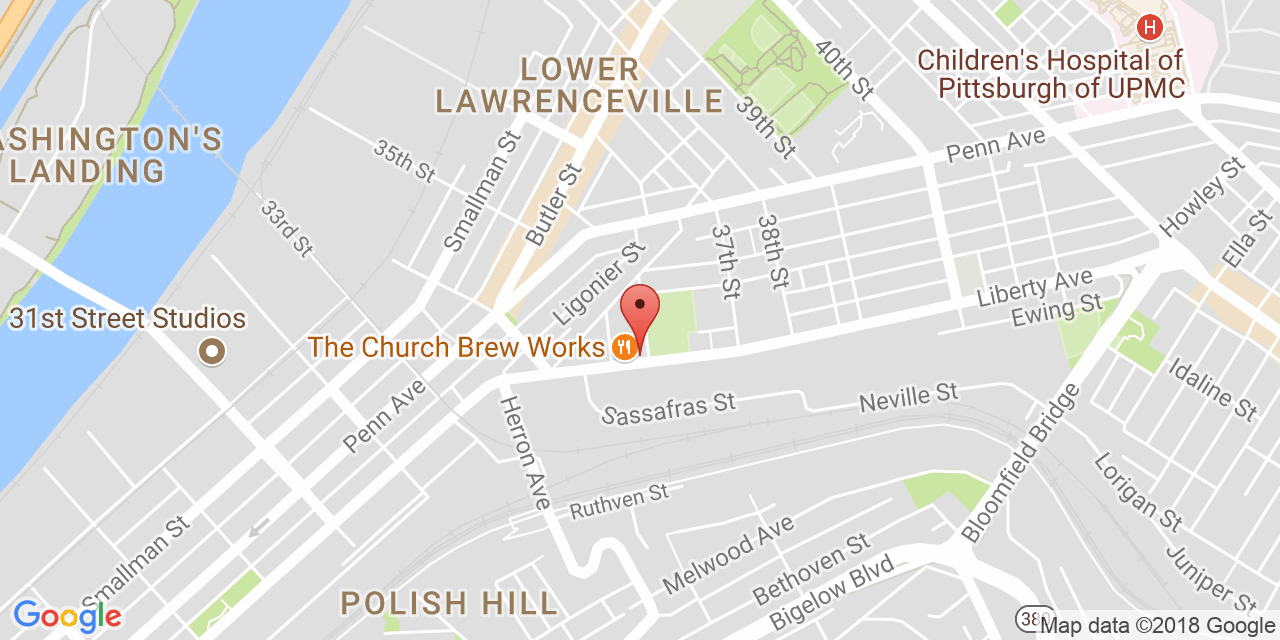 LOWER
LAWRENCEVILLE
40th St
Children's Hospital of
Pittsburgh of UPMC
H
39th St
Penn Ave
ASHINGTON'S
LANDING
35th St
Smallman St
Butler St
33rd St
Howley St
Ella St
37th St
38th St
Ligonier St
Liberty Ave
Ewing St
31st Street Studios
The Church Brew Works
Idaline St
Penn Ave
Herron Ave
Sassafras St
Neville St
Bloomfield Bridge
Lorigan St
Ruthven St
Melwood Ave
Bethoven St
Bigelow Blvd
Juniper St
Smallman St
POLISH HILL
Google
380
Map data ©2018 Google